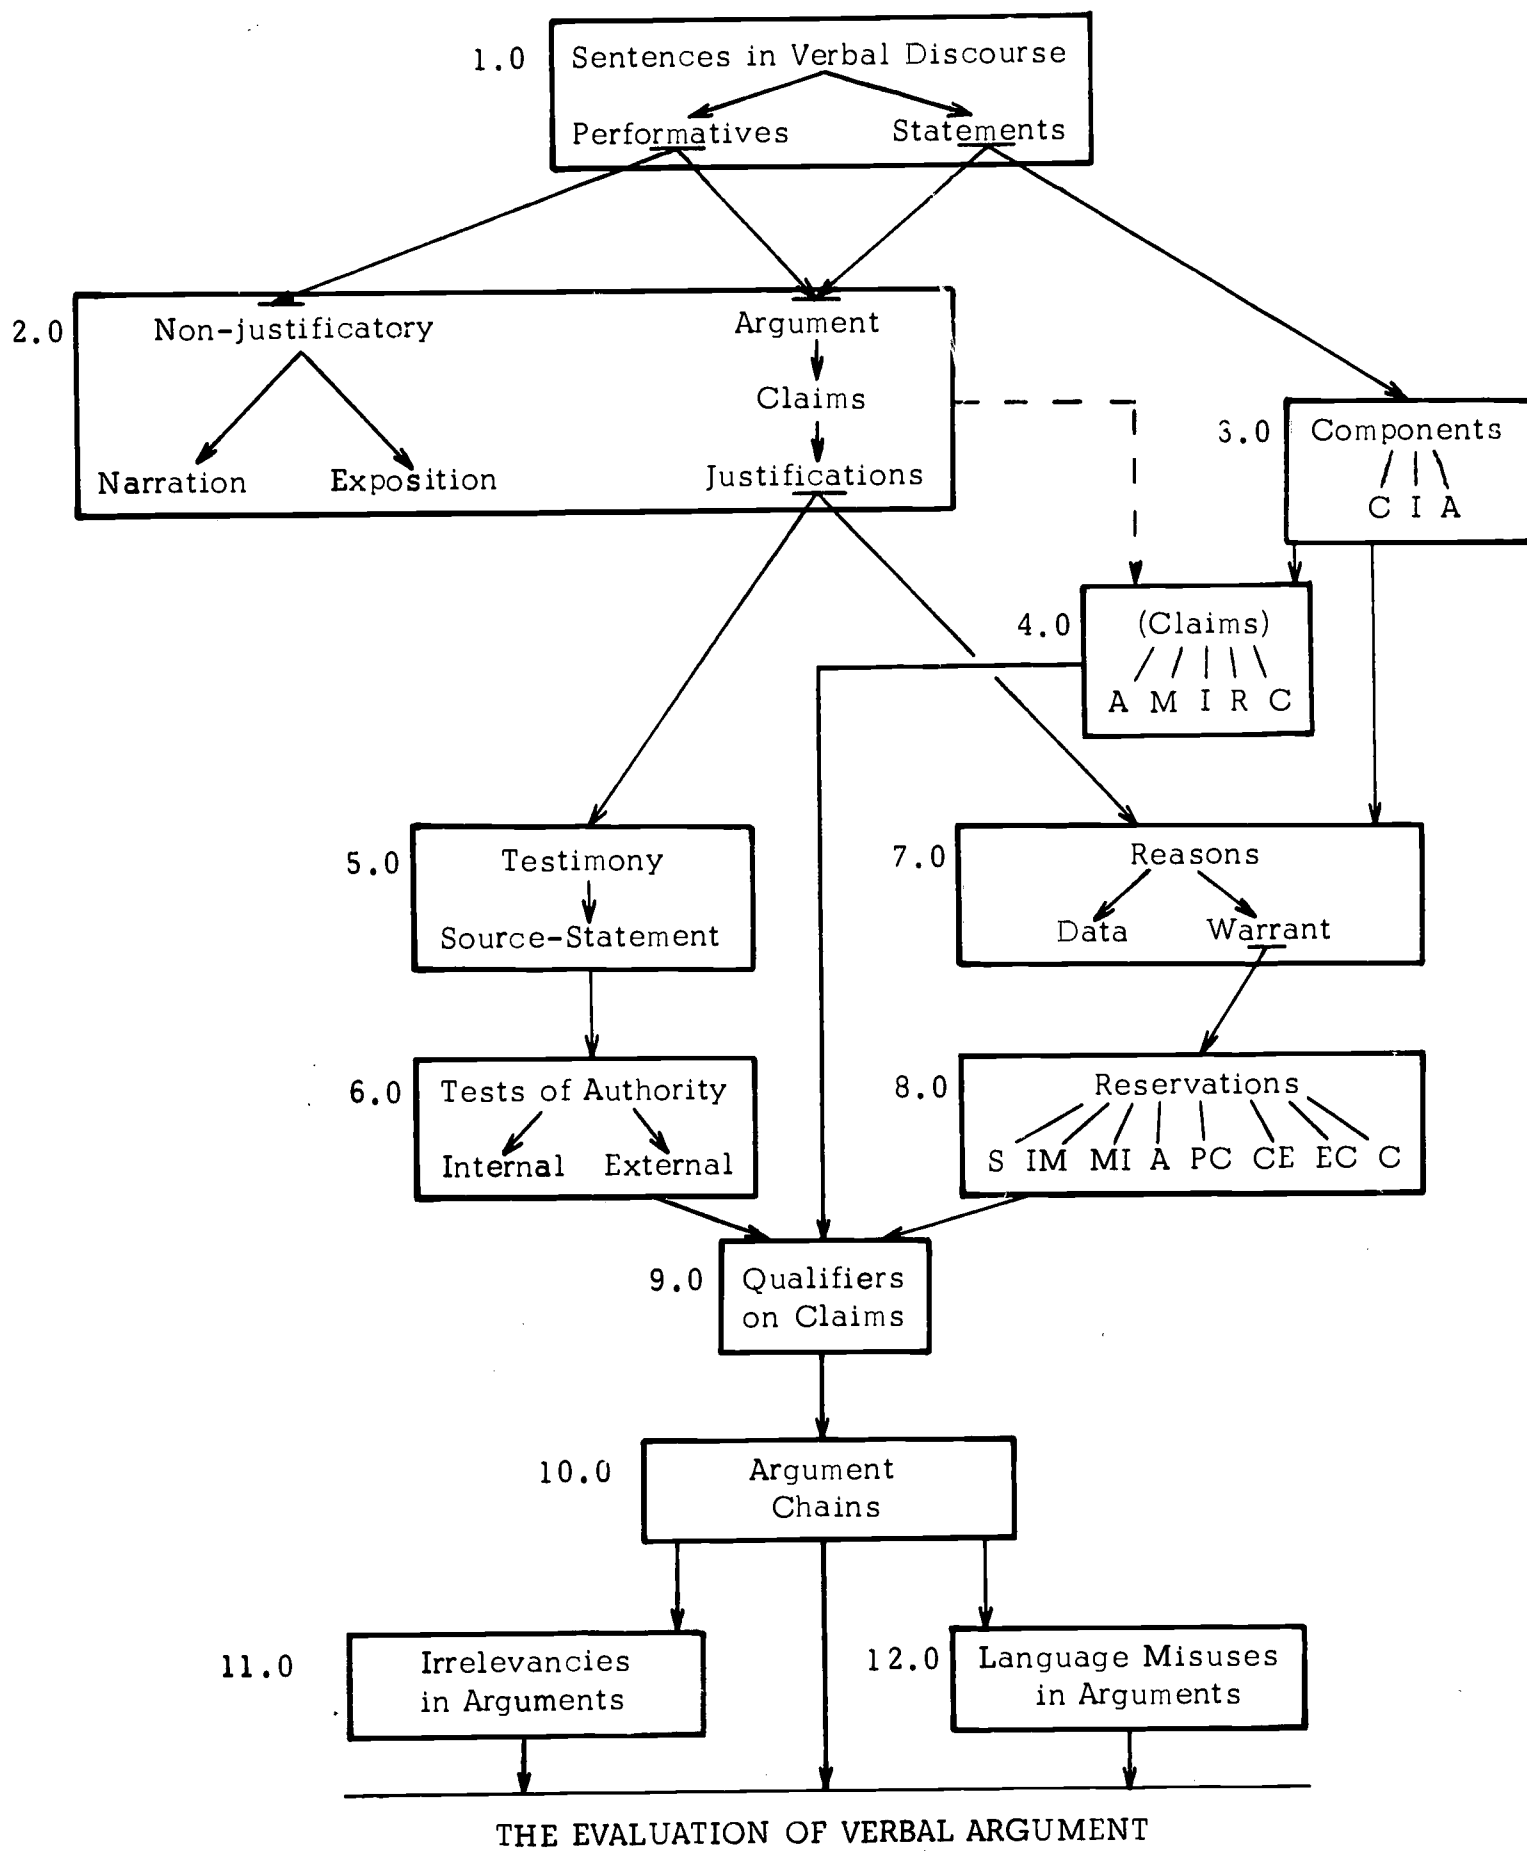 1.0
Sentences in Verbal Discourse
Performatives Statements
2.0
Non-justificatory
Narration Exposition
Argument
Claims
Justifications
3.0
Components
C I A
4.0
(Claims)
A M I R C
5.0
Testimony
Source-Statement
6.0
Tests of Authority
Internal External
7.0
Reasons
Data Warrant
8.0
Reservations
S IM MI A PC CE EC C
9.0
Qualifiers
on Claims
10.0
Argument
Chains
11.0
Irrelevancies
in Arguments
12.0
Language Misuses
in Arguments
THE EVALUATION OF VERBAL ARGUMENT